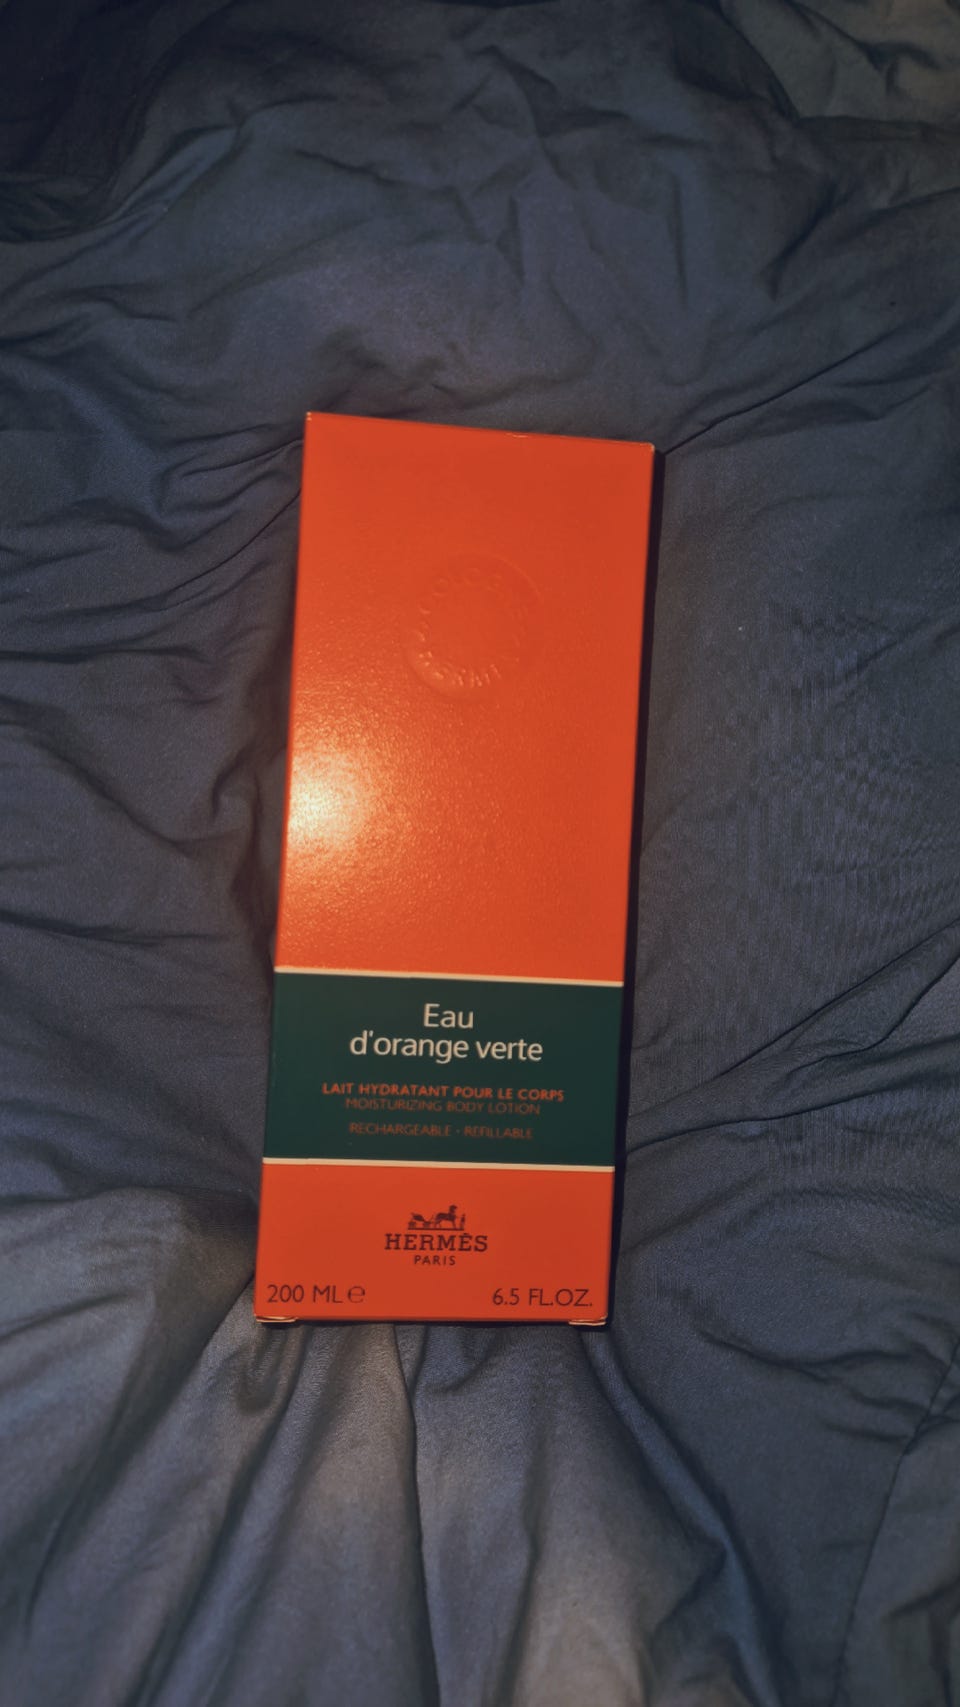 Eau
d'orange verte
LAIT HYDRATANT POUR LE CORPS
MOISTURIZING BODY LOTION
RECHARGEABLE • REFILLABLE
HERMÈS
PARIS
200 ML ℮
6.5 FL.OZ.